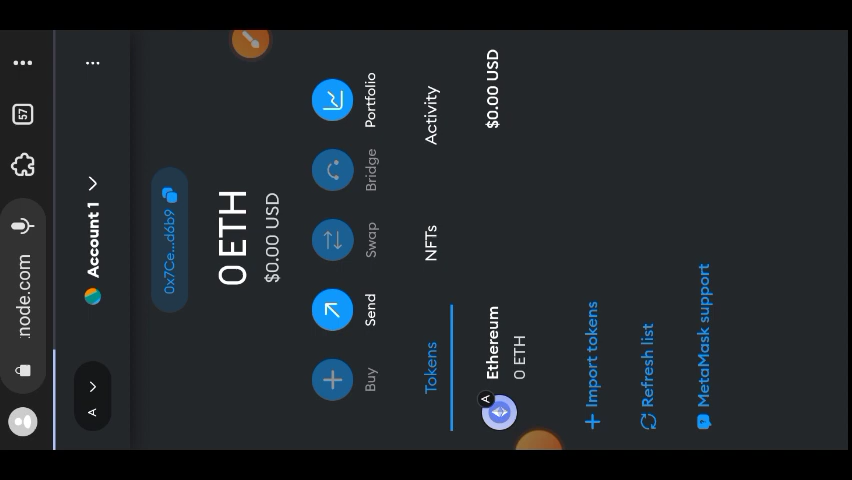 57
node.com
A
Account 1
0x7Ce...d6b9
0 ETH
$0.00 USD
Buy
Send
Swap
Bridge
Portfolio
Tokens
NFTs
Activity
A
Ethereum
$0.00 USD
0 ETH
Import tokens
Refresh list
MetaMask support